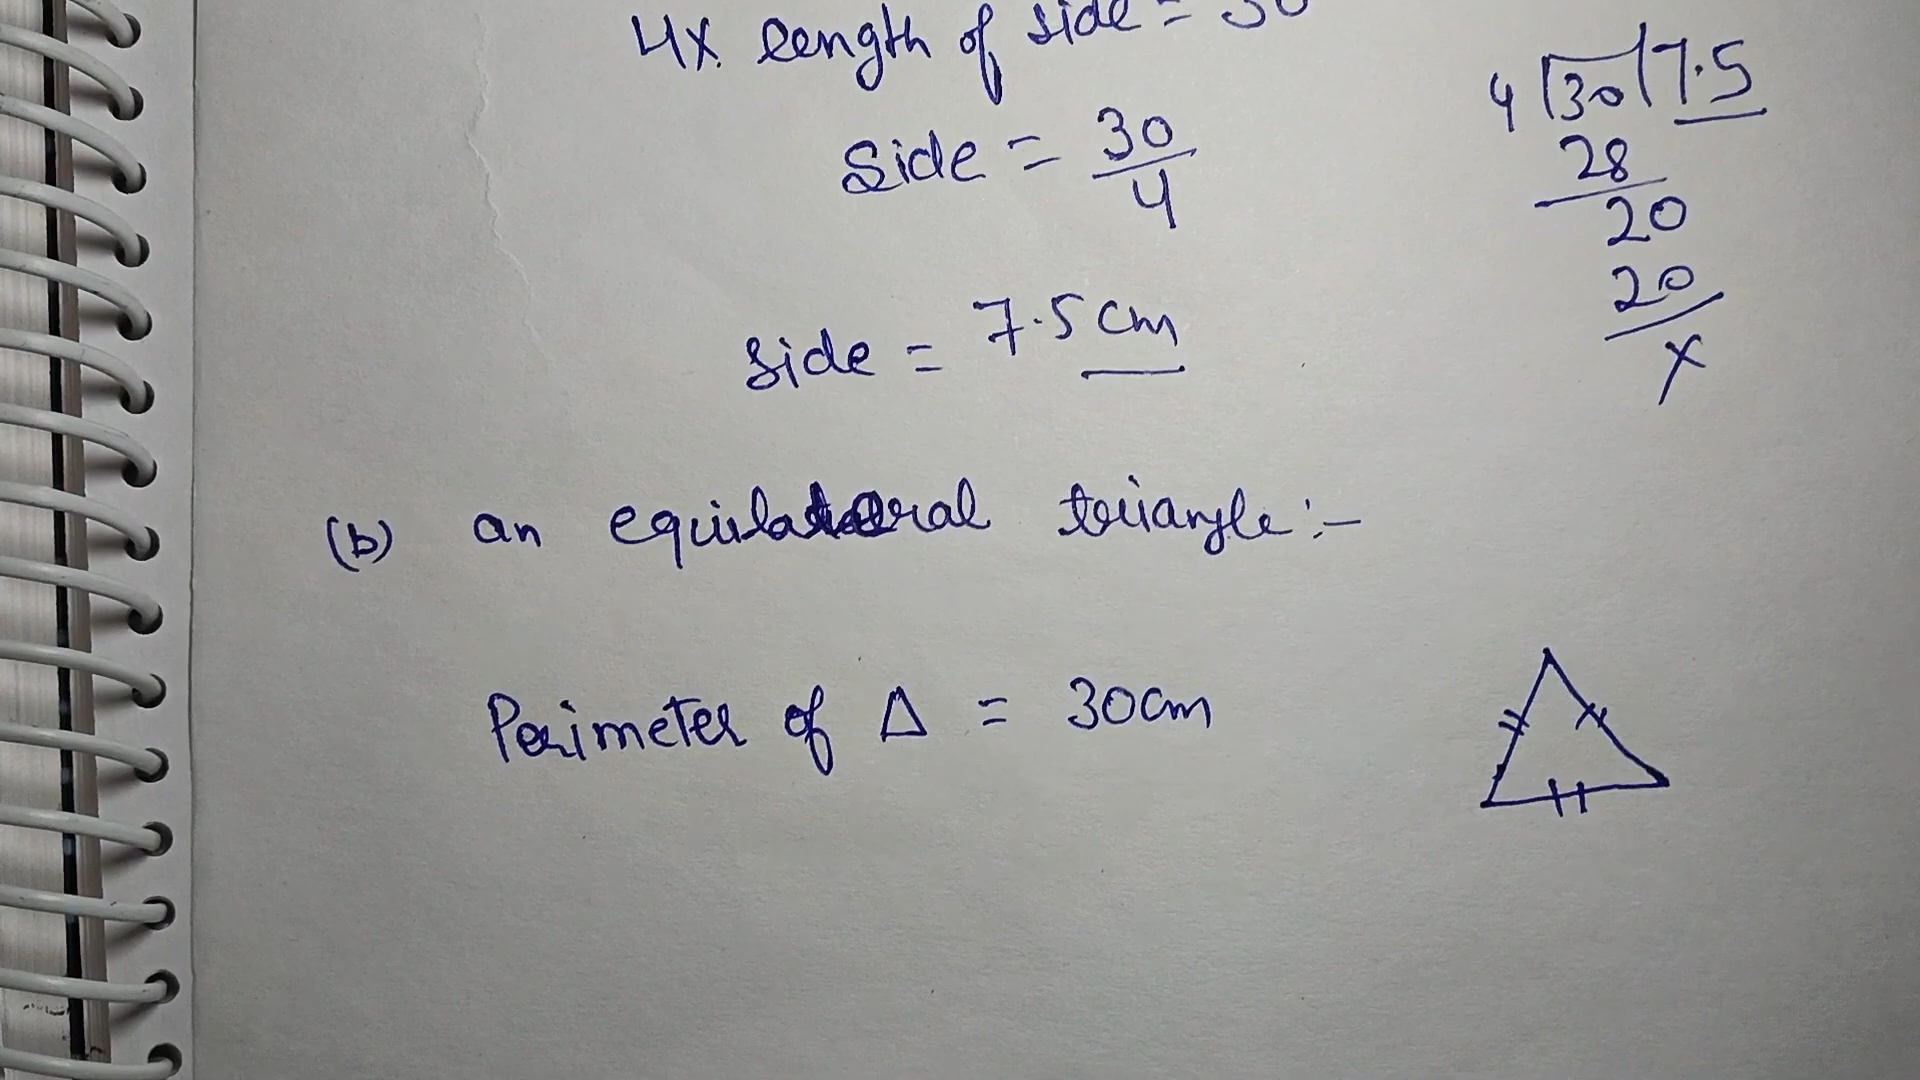 4x length of side = 30
Side = 30/4
side = 7.5 cm
4 30 7.5
28
20
20
x
(b) an equilateral triangle :-
Perimeter of Δ = 30cm